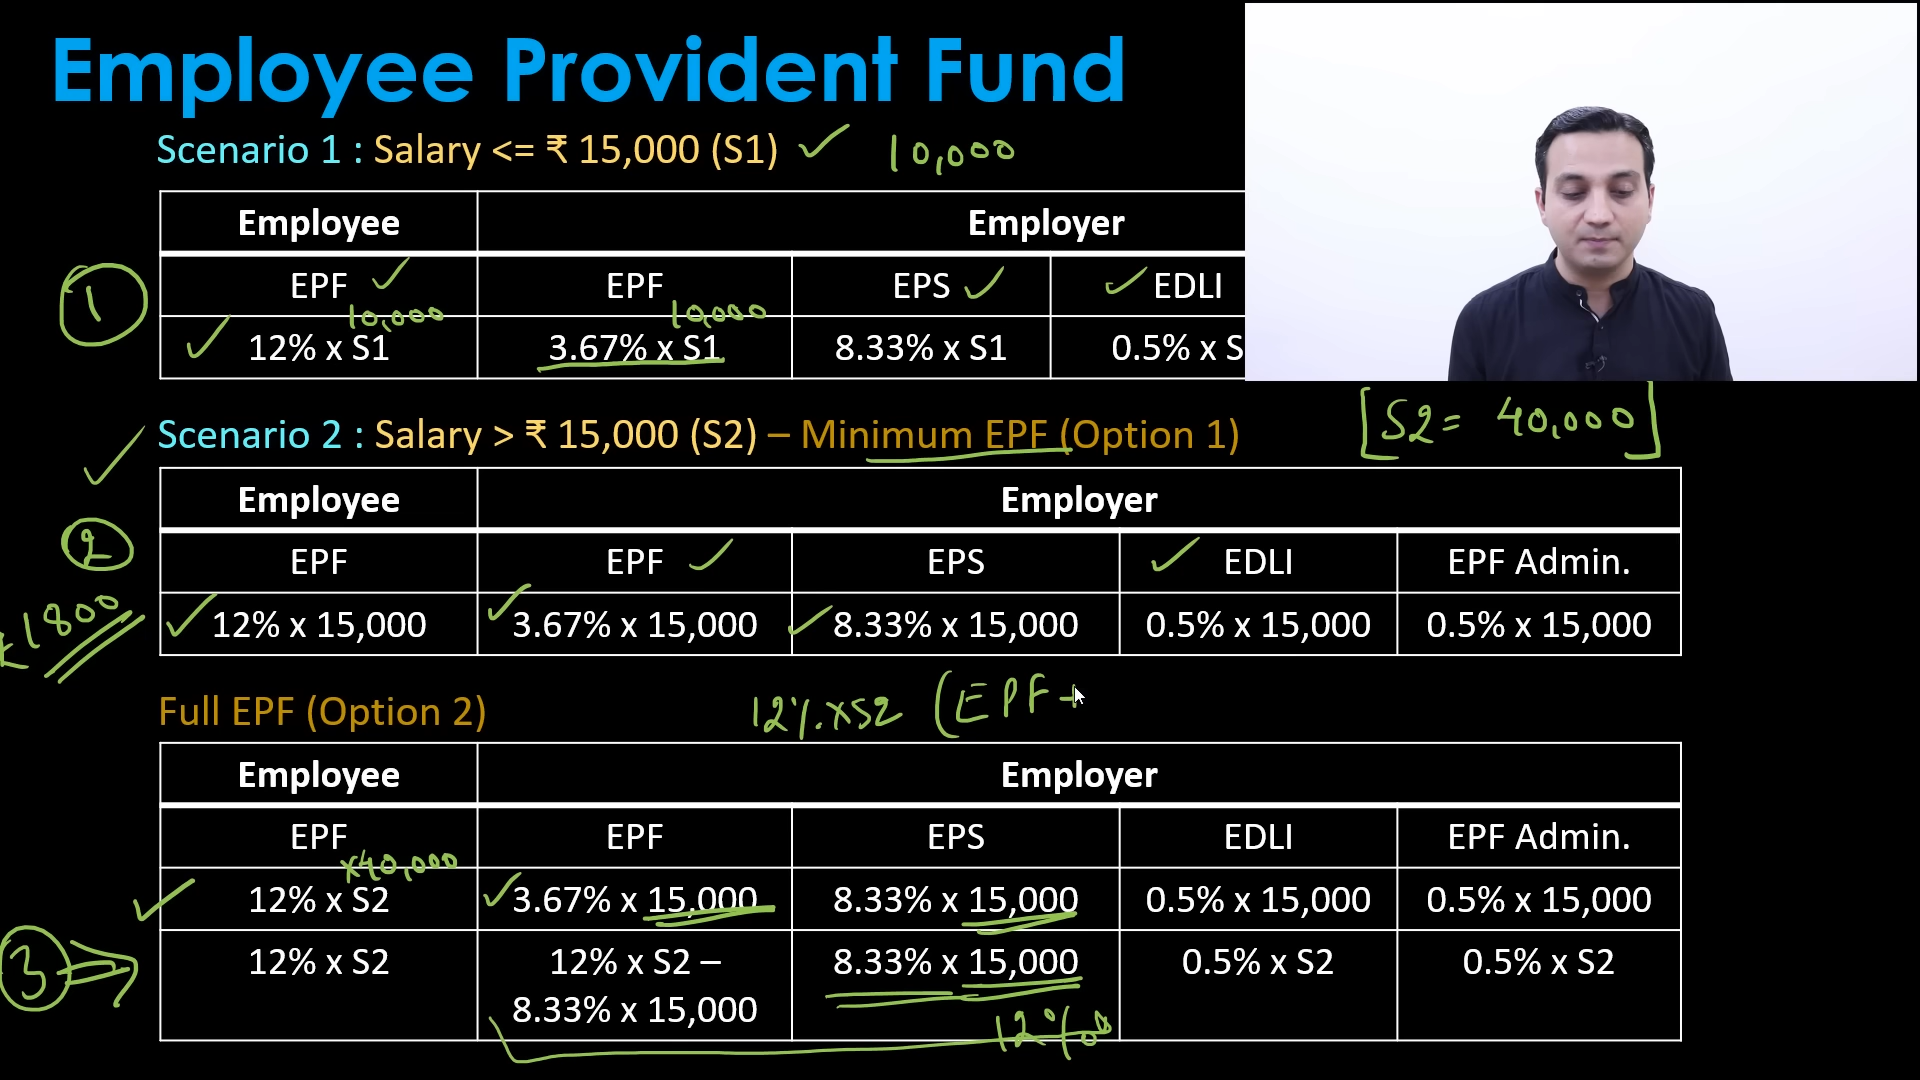 Employee Provident Fund
Scenario 1 : Salary <= ₹ 15,000 (S1) ✓ 10,000
Employee Employer
1 EPF ✓ EPF EPS ✓ ✓ EDLI
10,000 10,000
✓ 12% x S1 3.67% x S1 8.33% x S1 0.5% x S
[S2 = 40,000]
✓ Scenario 2 : Salary > ₹ 15,000 (S2) – Minimum EPF (Option 1)
Employee Employer
2 EPF EPF ✓ EPS ✓ EDLI EPF Admin.
₹1800 ✓ 12% x 15,000 ✓ 3.67% x 15,000 ✓ 8.33% x 15,000 0.5% x 15,000 0.5% x 15,000
Full EPF (Option 2) 12% x S2 (EPF +
Employee Employer
EPF EPF EPS EDLI EPF Admin.
x40,000
✓ 12% x S2 ✓ 3.67% x 15,000 8.33% x 15,000 0.5% x 15,000 0.5% x 15,000
3 12% x S2 12% x S2 – 8.33% x 15,000 0.5% x S2 0.5% x S2
8.33% x 15,000
12%